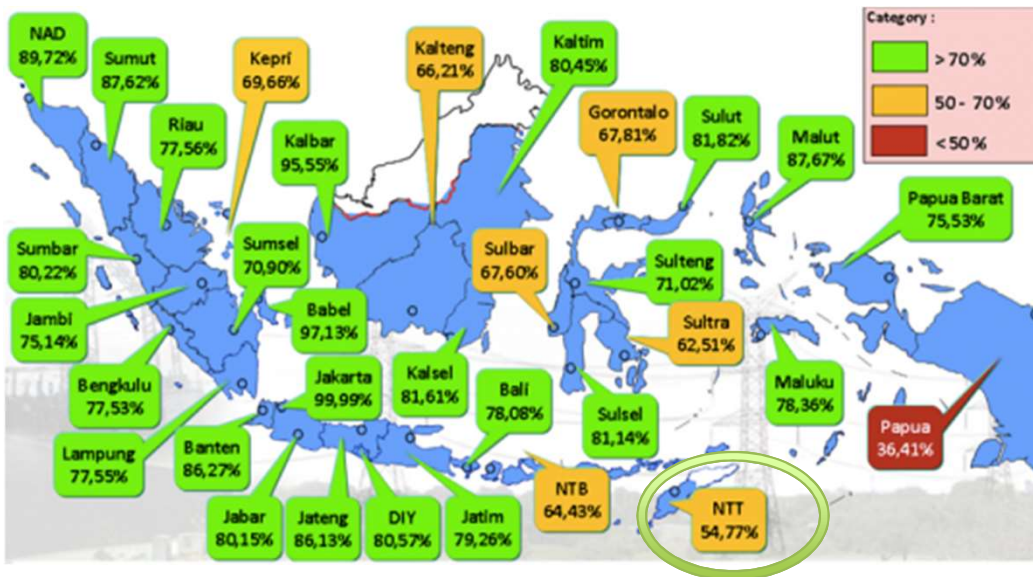 NAD
89,72%
Sumut
87,62%
Riau
77,56%
Kepri
69,66%
Kalbar
95,55%
Kalteng
66,21%
Kaltim
80,45%
Gorontalo
67,81%
Sulut
81,82%
Malut
87,67%
Category :
>70%
50- 70%
<50%
Papua Barat
75,53%
Sumbar
80,22%
Sumsel
70,90%
Sulbar
67,60%
Sulteng
71,02%
Jambi
75,14%
Babel
97,13%
Sultra
62,51%
Bengkulu
77,53%
Jakarta
99,99%
Kalsel
81,61%
Bali
78,08%
Sulsel
81,14%
Maluku
78,36%
Papua
36,41%
Lampung
77,55%
Banten
86,27%
Jabar
80,15%
Jateng
86,13%
DIY
80,57%
Jatim
79,26%
NTB
64,43%
NTT
54,77%